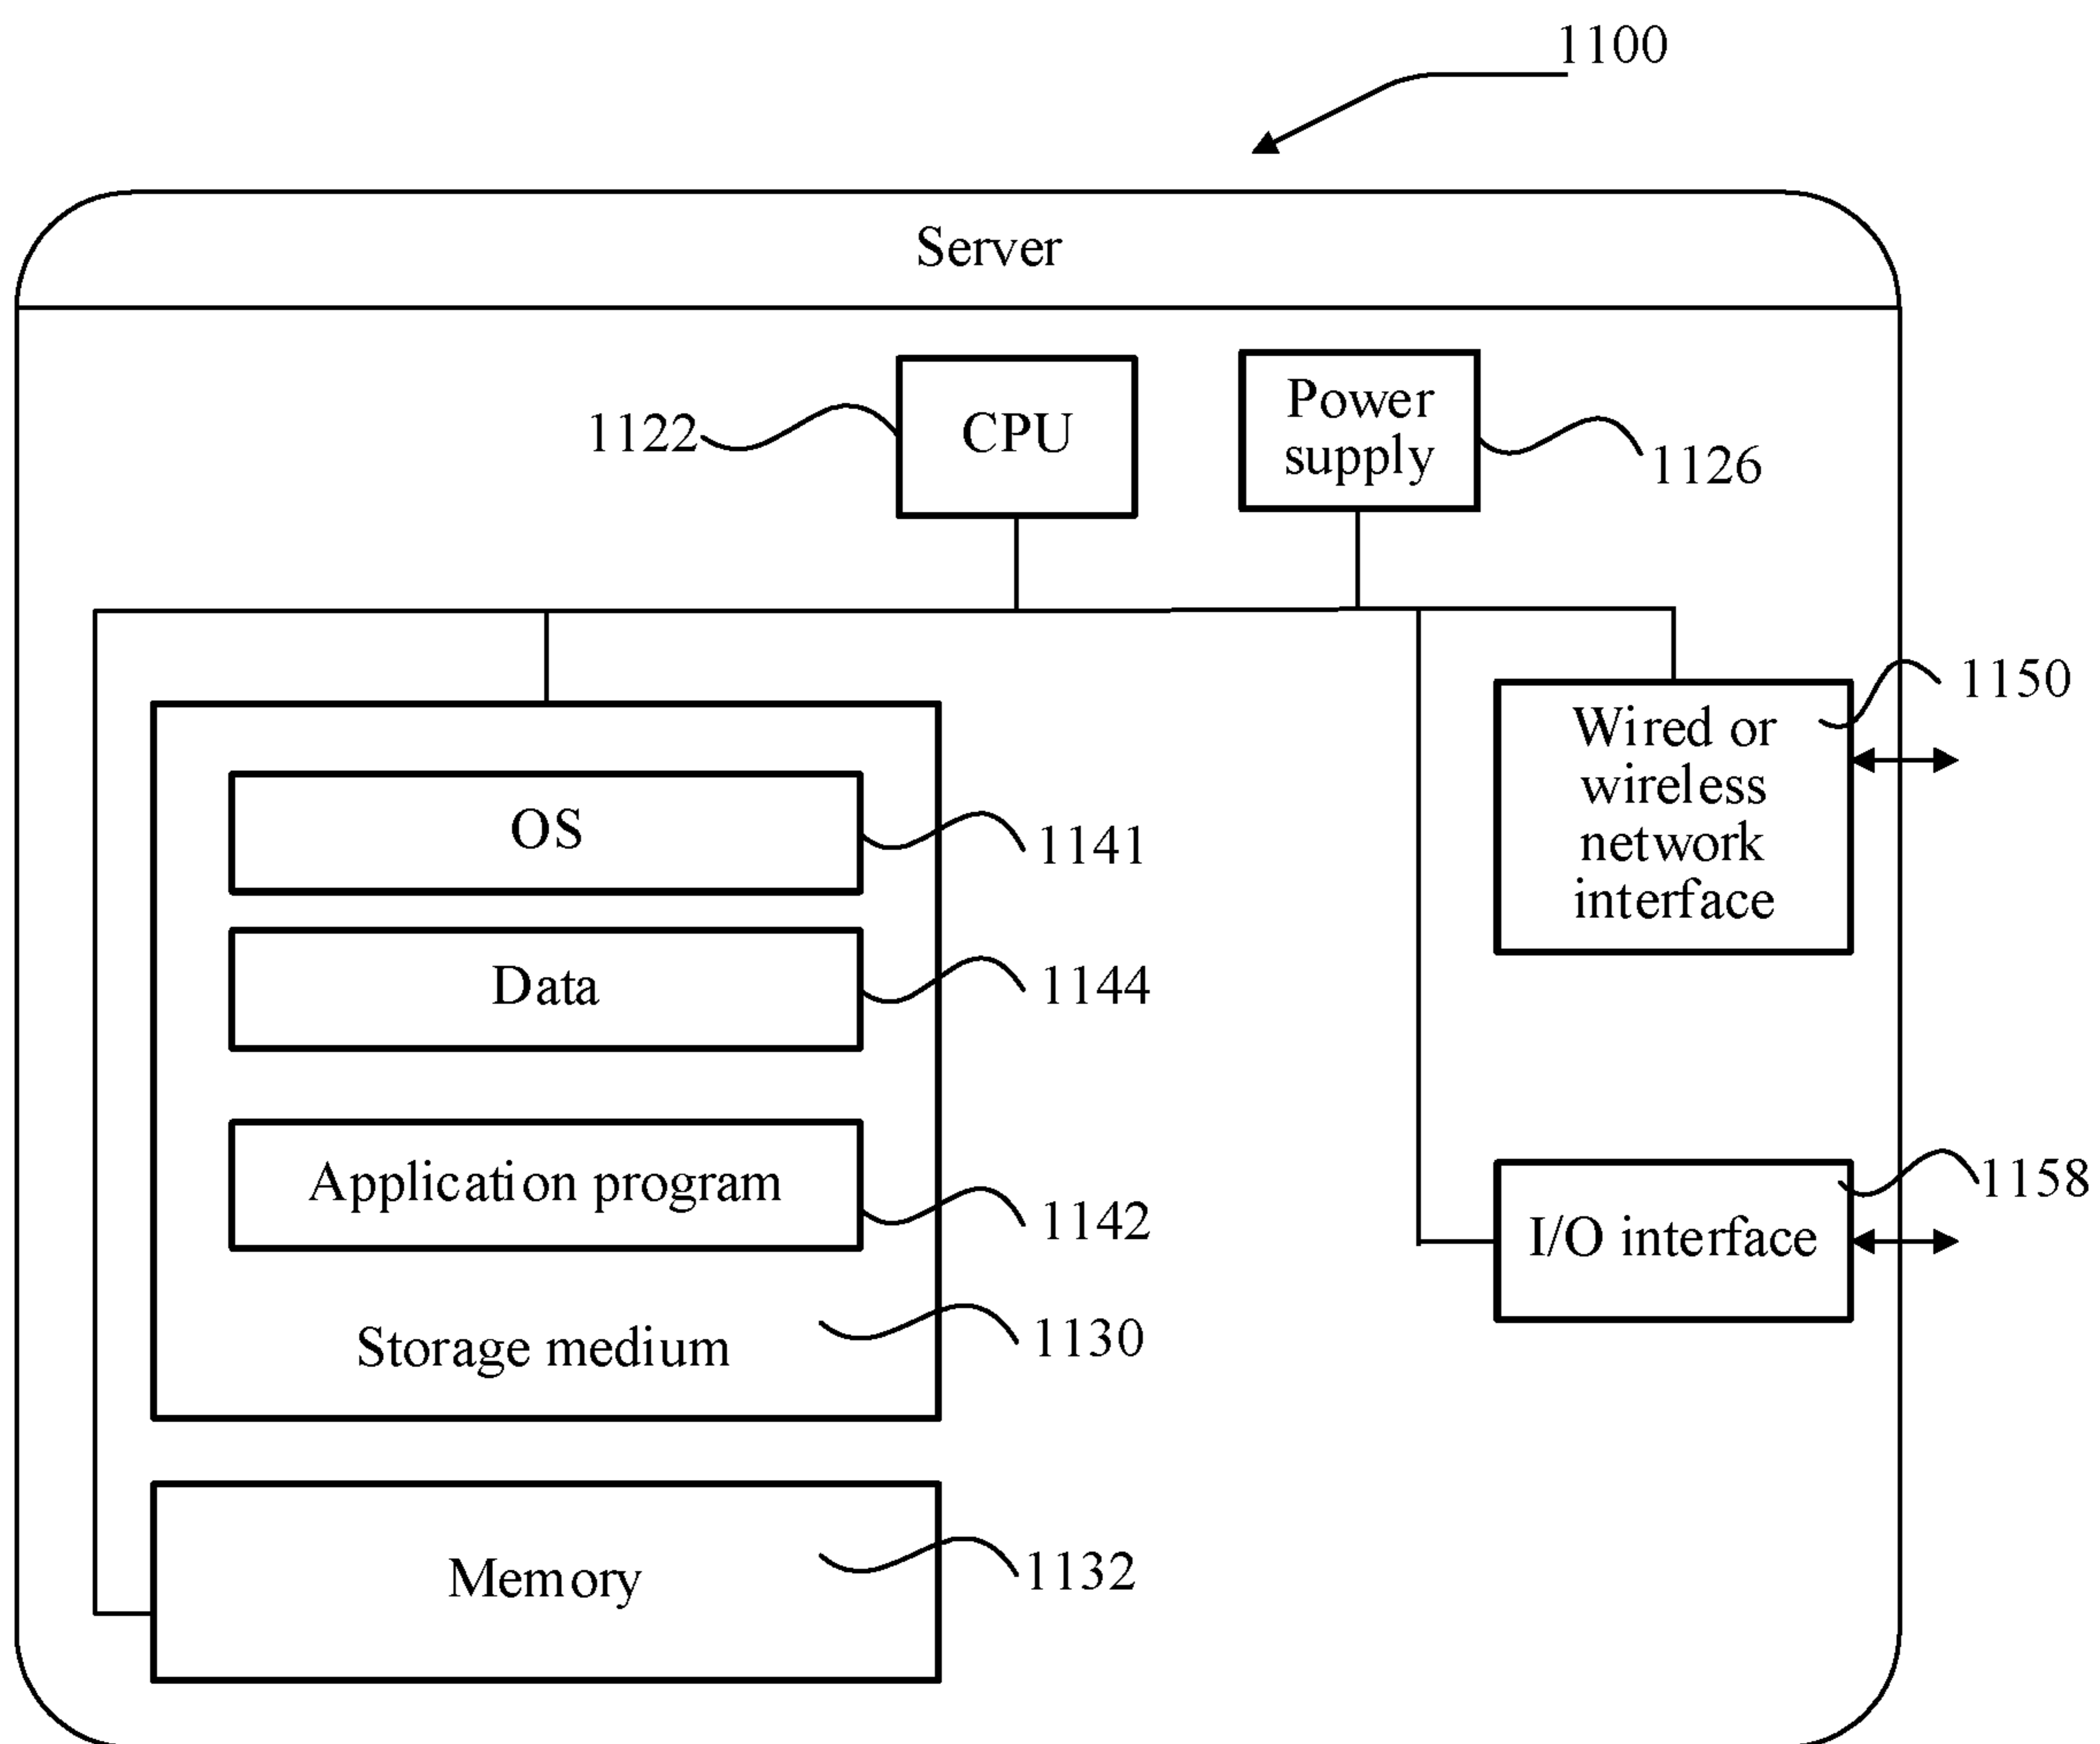 1100
Server
1122
CPU
Power
supply
1126
1150
Wired or
wireless
network
interface
OS
1141
Data
1144
Application program
1142
1158
I/O interface
Storage medium
1130
Memory
1132